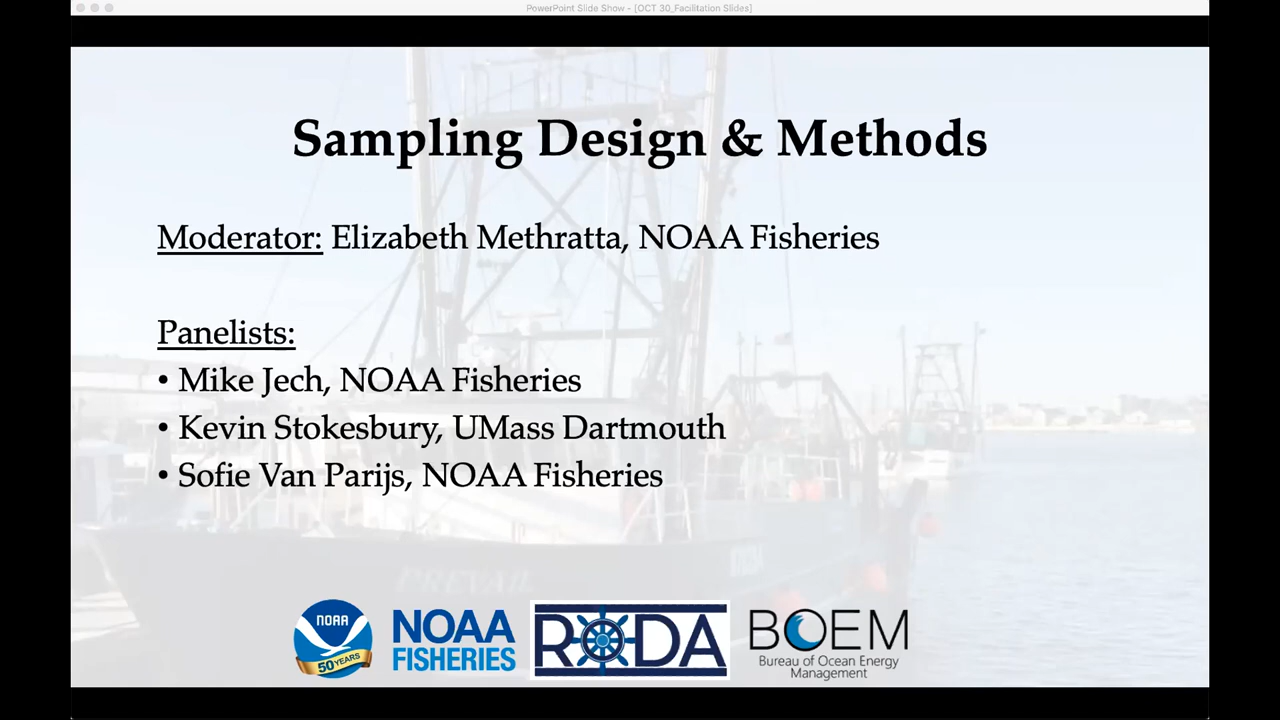 PowerPoint Slide Show - [OCT 30_Facilitation Slides]
Sampling Design & Methods
Moderator: Elizabeth Methratta, NOAA Fisheries
Panelists:
• Mike Jech, NOAA Fisheries
• Kevin Stokesbury, UMass Dartmouth
• Sofie Van Parijs, NOAA Fisheries
PREVAIL
NOAA
50 YEARS
NOAA
FISHERIES
RODA
BOEM
Bureau of Ocean Energy
Management